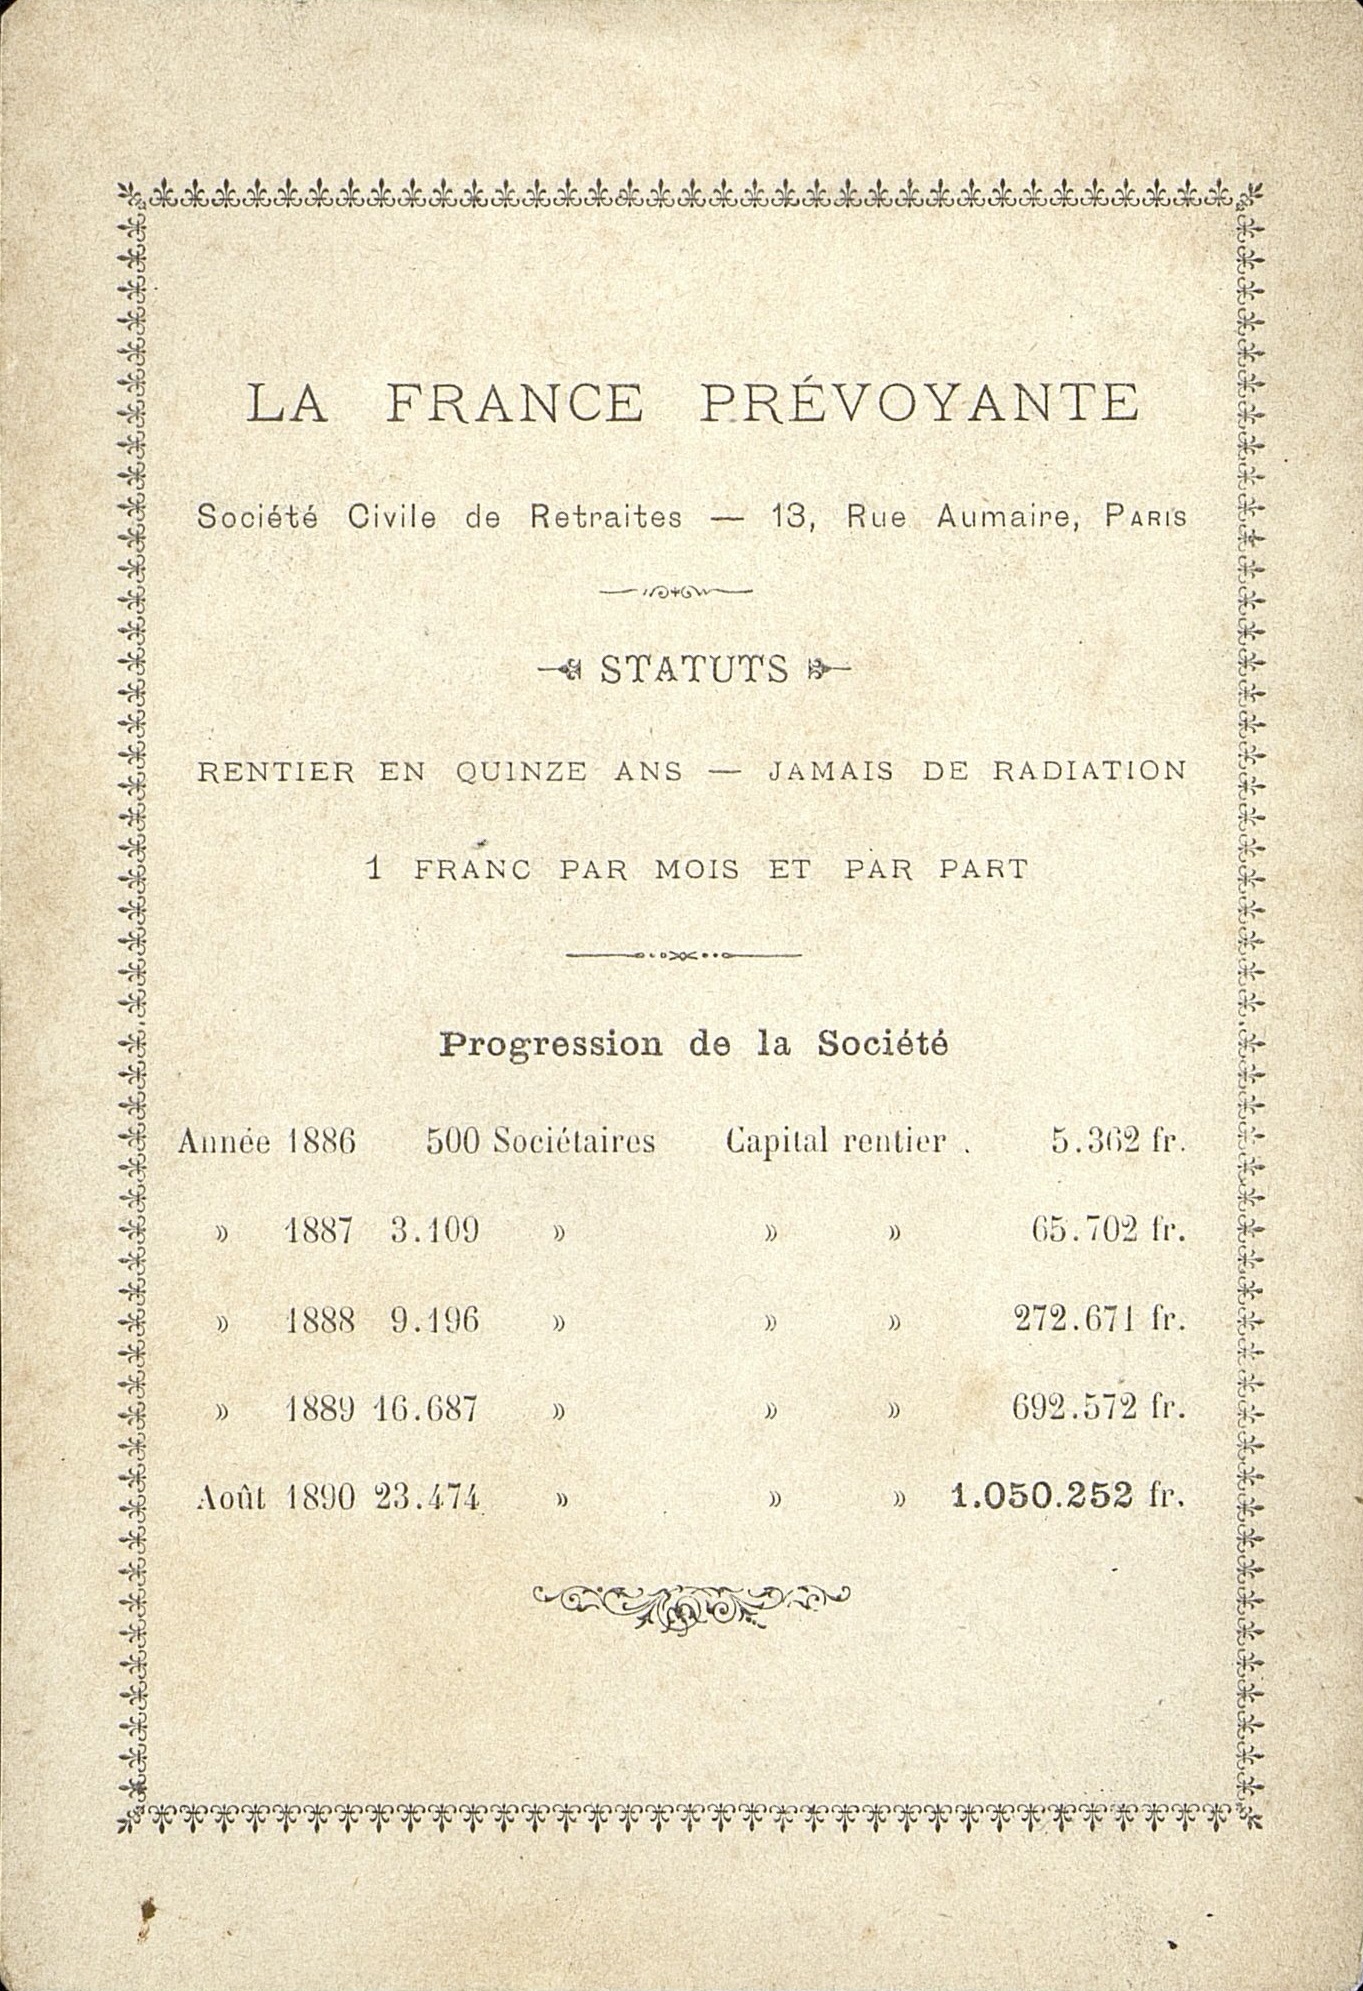 LA FRANCE PRÉVOYANTE
Société Civile de Retraites — 13, Rue Aumaire, PARIS
STATUTS
RENTIER EN QUINZE ANS — JAMAIS DE RADIATION
1 FRANC PAR MOIS ET PAR PART
Progression de la Société
Année 1886 500 Sociétaires Capital rentier . 5.362 fr.
» 1887 3.109 » » » 65.702 fr.
» 1888 9.196 » » » 272.671 fr.
» 1889 16.687 » » » 692.572 fr.
Août 1890 23.474 » » » 1.050.252 fr.